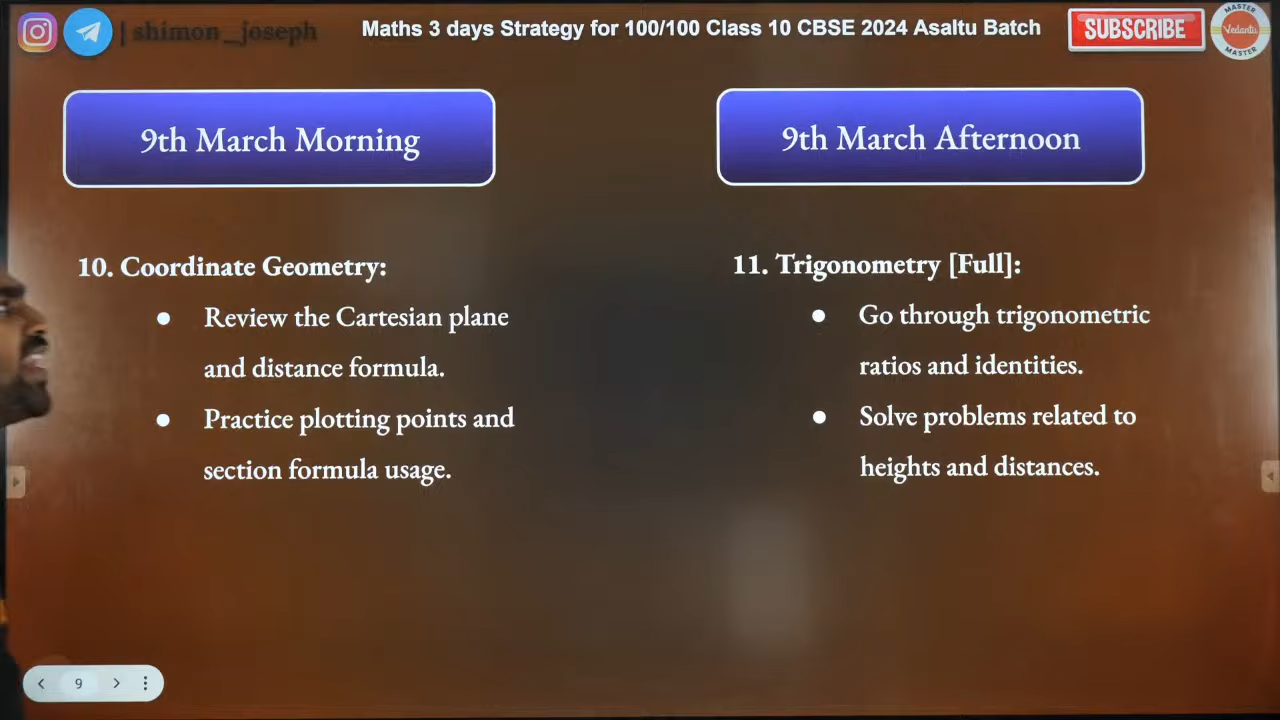 | shimon_joseph
Maths 3 days Strategy for 100/100 Class 10 CBSE 2024 Asaltu Batch
SUBSCRIBE
MASTER
Vedantu
MASTER
9th March Morning
9th March Afternoon
10. Coordinate Geometry:
● Review the Cartesian plane
and distance formula.
● Practice plotting points and
section formula usage.
11. Trigonometry [Full]:
● Go through trigonometric
ratios and identities.
● Solve problems related to
heights and distances.
9